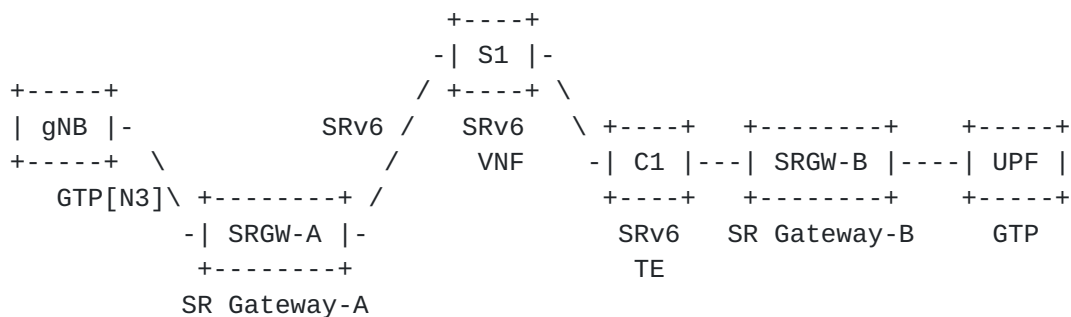 +----+
                           -| S1 |-
+-----+                   / +----+ \
| gNB |-            SRv6 /   SRv6   \ +----+   +--------+    +-----+
+-----+ \              /      VNF    -| C1 |---| SRGW-B |----| UPF |
   GTP[N3]\ +--------+ /              +----+   +--------+    +-----+
           -| SRGW-A |-                SRv6  SR Gateway-B      GTP
            +--------+                  TE
           SR Gateway-A